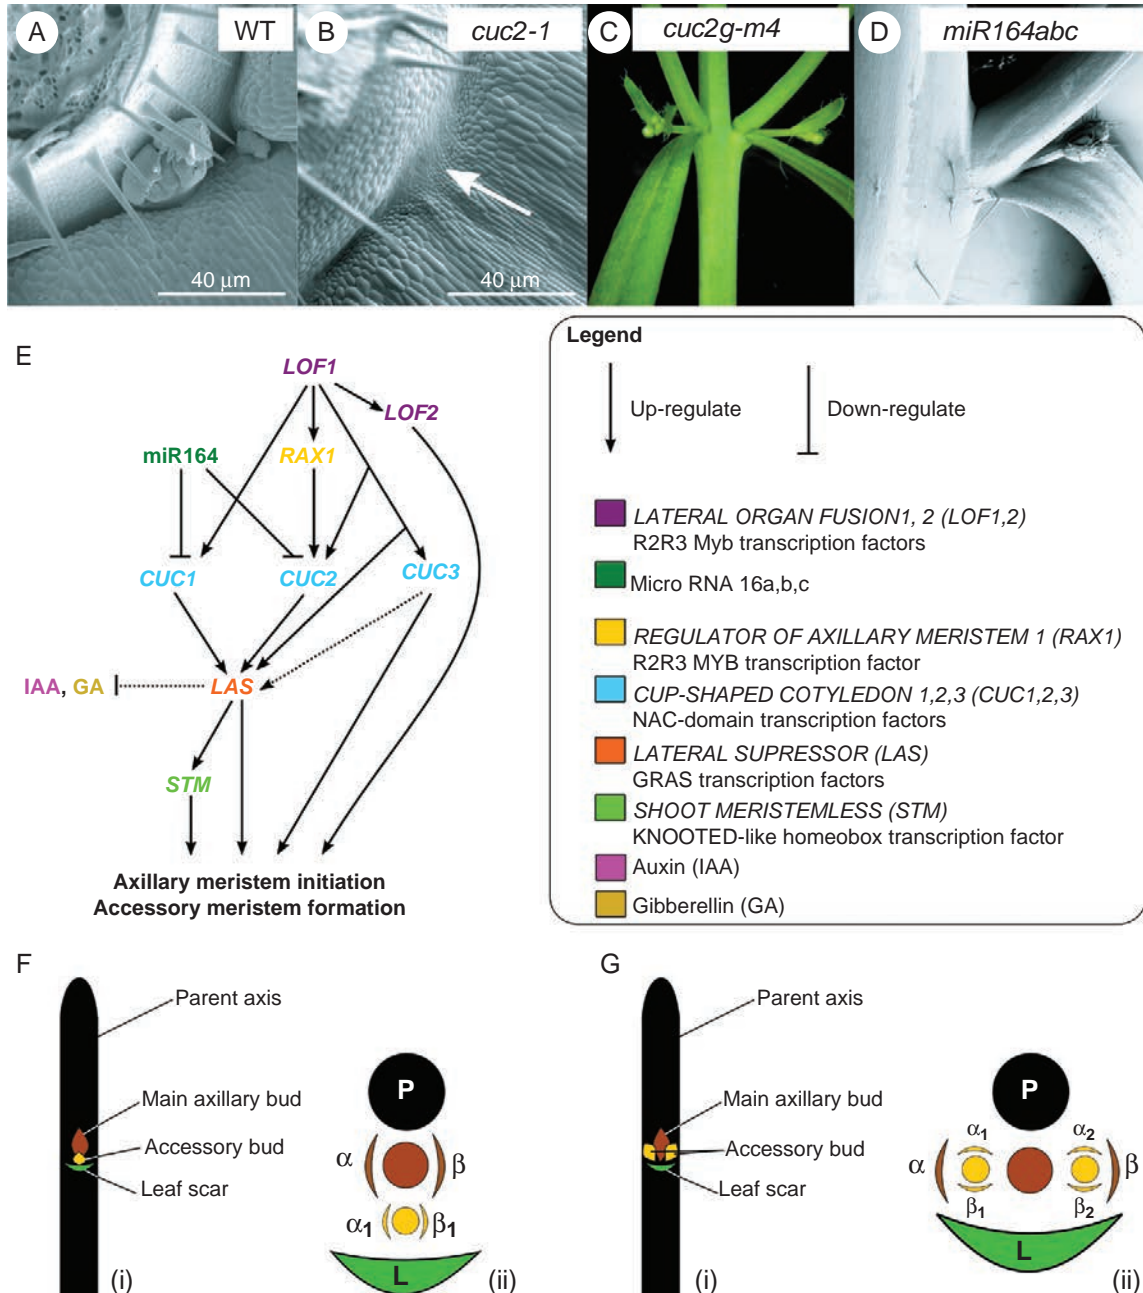 A
WT
B
cuc2-1
C
cuc2g-m4
D
miR164abc
40 µm
40 µm
E
LOF1
LOF2
miR164
RAX1
CUC1
CUC2
CUC3
IAA, GA
LAS
STM
Axillary meristem initiation
Accessory meristem formation
Legend
Up-regulate
Down-regulate
LATERAL ORGAN FUSION1, 2 (LOF1,2)
R2R3 Myb transcription factors
Micro RNA 16a,b,c
REGULATOR OF AXILLARY MERISTEM 1 (RAX1)
R2R3 MYB transcription factor
CUP-SHAPED COTYLEDON 1,2,3 (CUC1,2,3)
NAC-domain transcription factors
LATERAL SUPRESSOR (LAS)
GRAS transcription factors
SHOOT MERISTEMLESS (STM)
KNOOTED-like homeobox transcription factor
Auxin (IAA)
Gibberellin (GA)
F
Parent axis
Main axillary bud
Accessory bud
Leaf scar
(i)
P
α
β
α1
β1
L
(ii)
G
Parent axis
Main axillary bud
Accessory bud
Leaf scar
(i)
P
α1
α2
α
β
β1
β2
L
(ii)